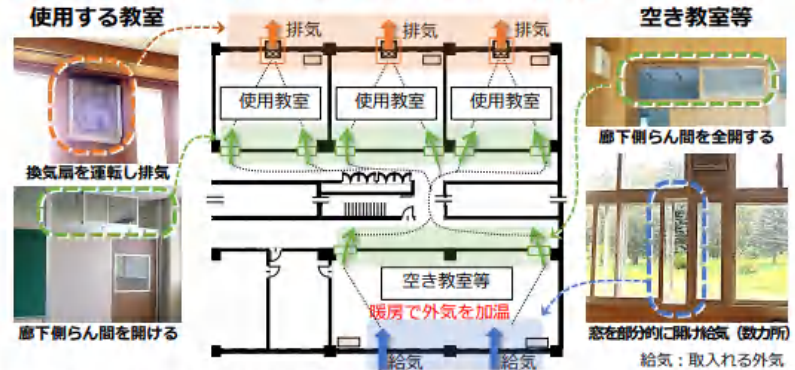 使用する教室
空き教室等
排気
排気
排気
使用教室
使用教室
使用教室
換気扇を運転し排気
廊下側らん間を全開する
空き教室等
暖房で外気を加温
廊下側らん間を開ける
給気
給気
窓を部分的に開け給気（数カ所）
給気：取入れる外気